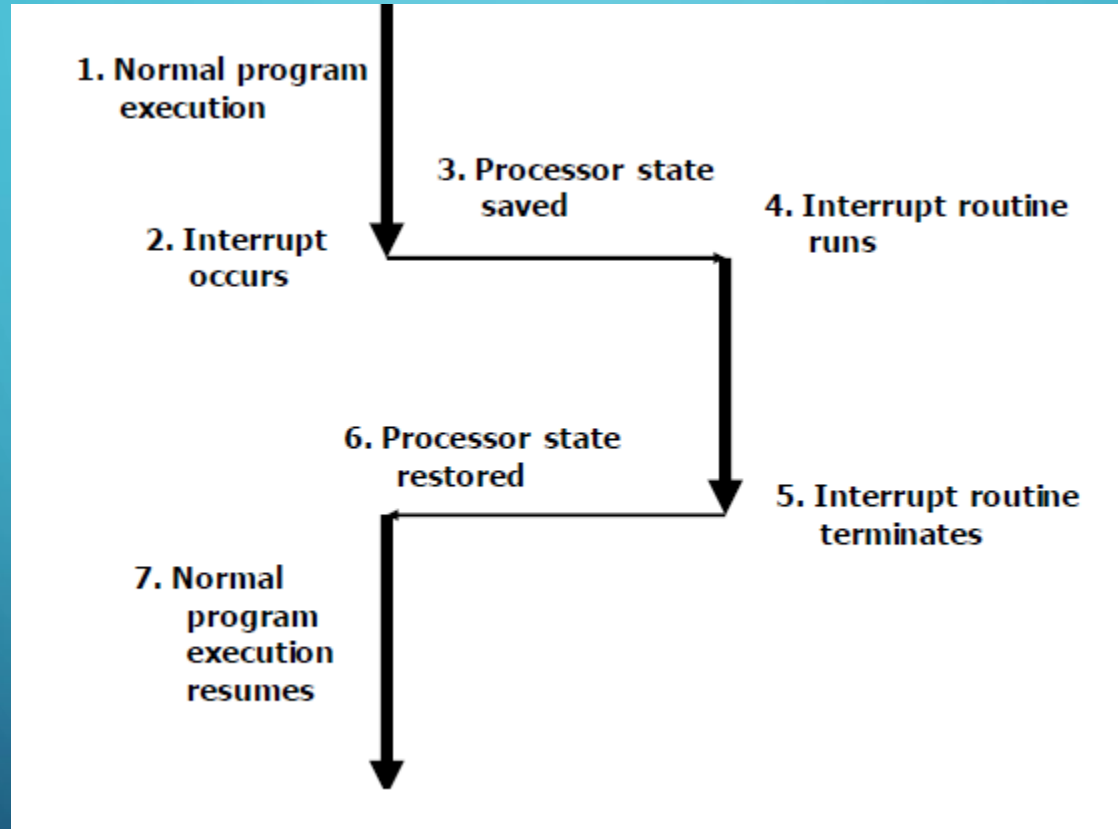 1. Normal program
execution
2. Interrupt
occurs
3. Processor state
saved
4. Interrupt routine
runs
5. Interrupt routine
terminates
6. Processor state
restored
7. Normal
program
execution
resumes